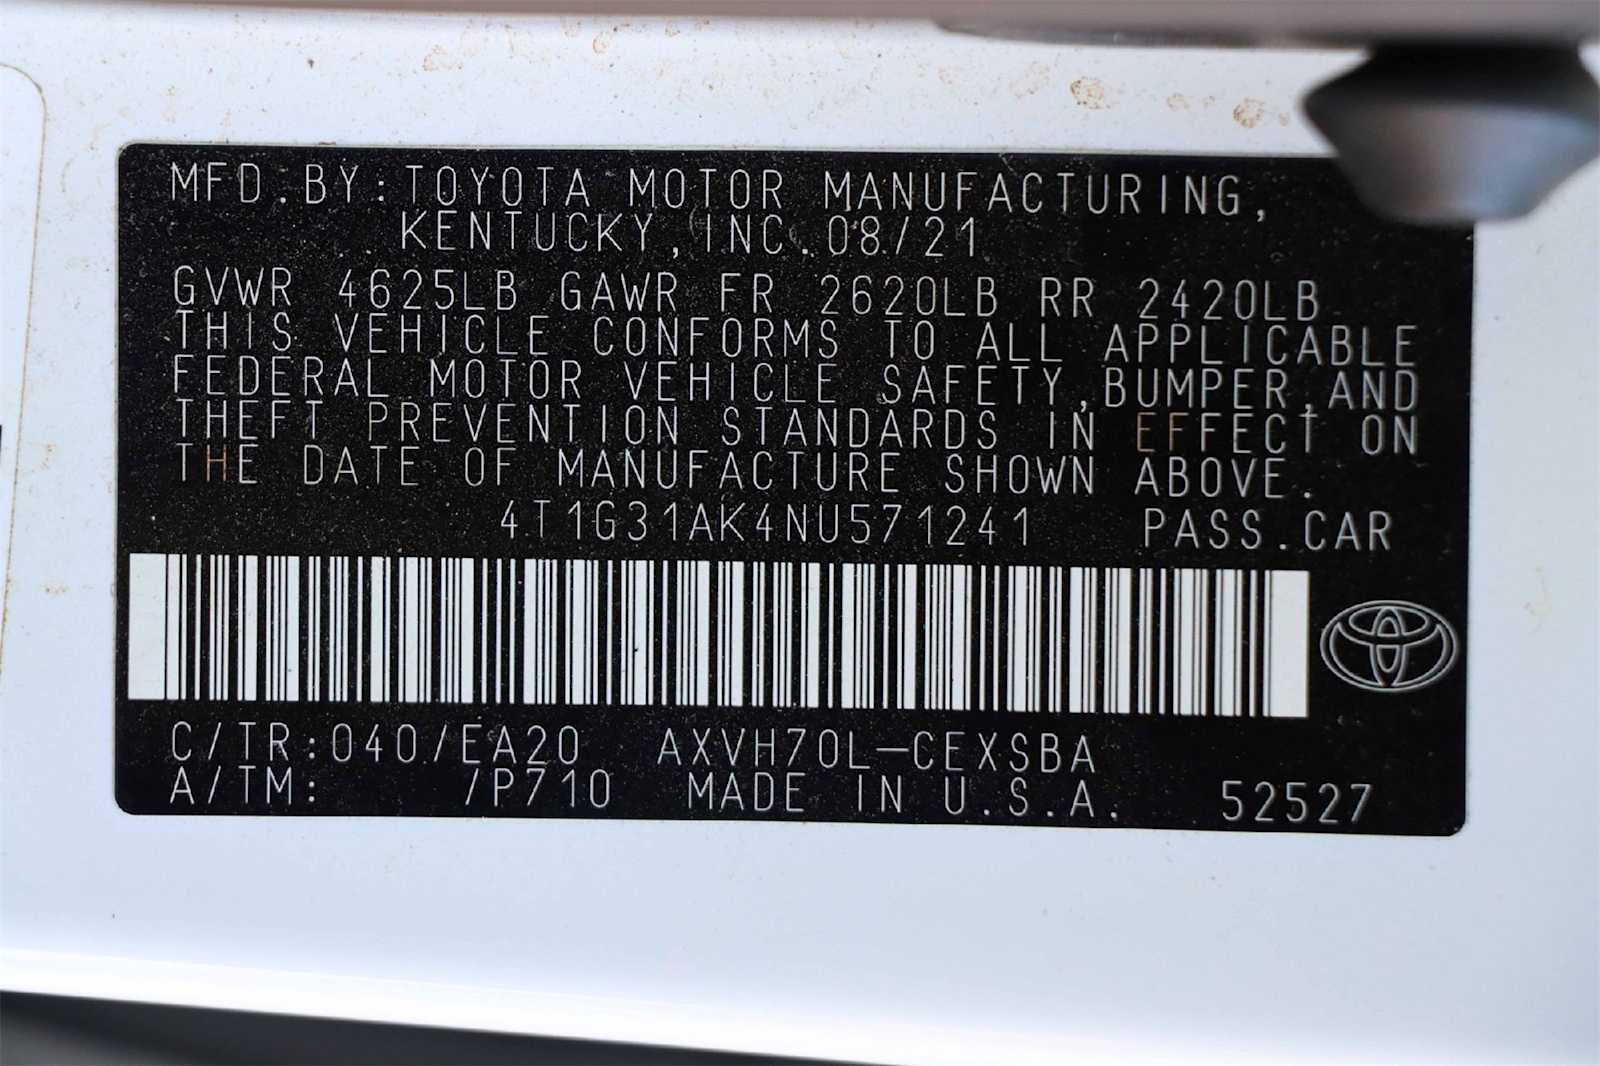 MFD.BY:TOYOTA MOTOR MANUFACTURING,
KENTUCKY,INC.08/21
GVWR 4625LB GAWR FR 2620LB RR 2420LB
THIS VEHICLE CONFORMS TO ALL APPLICABLE
FEDERAL MOTOR VEHICLE SAFETY,BUMPER,AND
THEFT PREVENTION STANDARDS IN EFFECT ON
THE DATE OF MANUFACTURE SHOWN ABOVE.
4T1G31AK4NU571241 PASS.CAR
C/TR:040/EA20 AXVH70L-CEXSBA
A/TM: /P710 MADE IN U.S.A. 52527